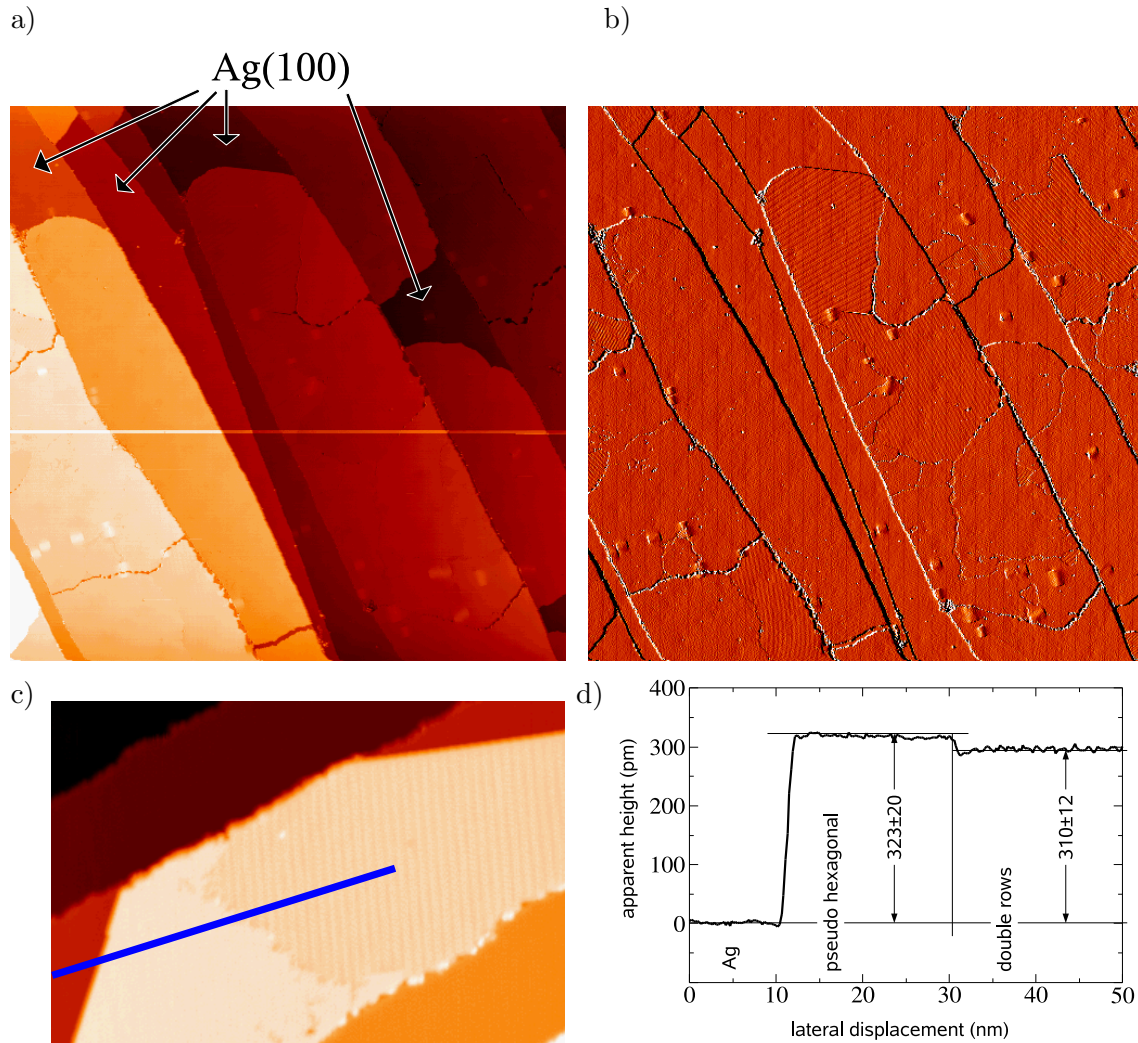 a)
b)
Ag(100)
c)
d)
400
300
200
100
0
apparent height (pm)
Ag
pseudo hexagonal
323±20
double rows
310±12
0
10
20
30
40
50
lateral displacement (nm)